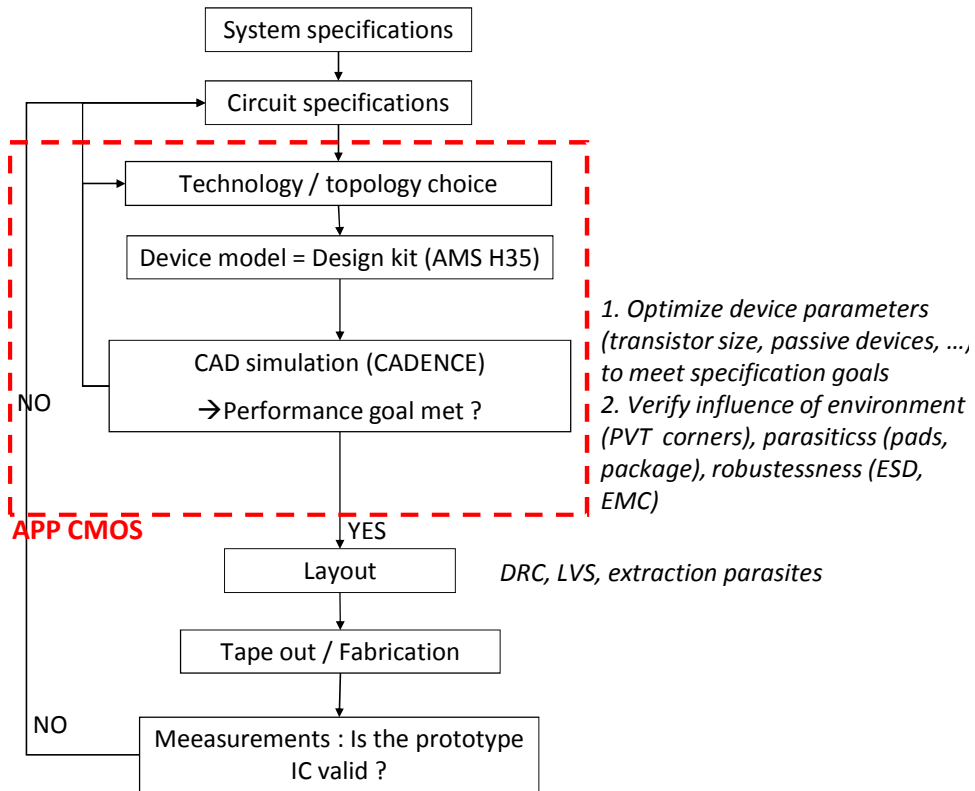 System specifications
Circuit specifications
Technology / topology choice
Device model = Design kit (AMS H35)
CAD simulation (CADENCE)
→Performance goal met ?
NO
1. Optimize device parameters
(transistor size, passive devices, …)
to meet specification goals
2. Verify influence of environment
(PVT corners), parasiticss (pads,
package), robustessness (ESD,
EMC)
APP CMOS
YES
Layout
DRC, LVS, extraction parasites
Tape out / Fabrication
NO
Meeasurements : Is the prototype
IC valid ?